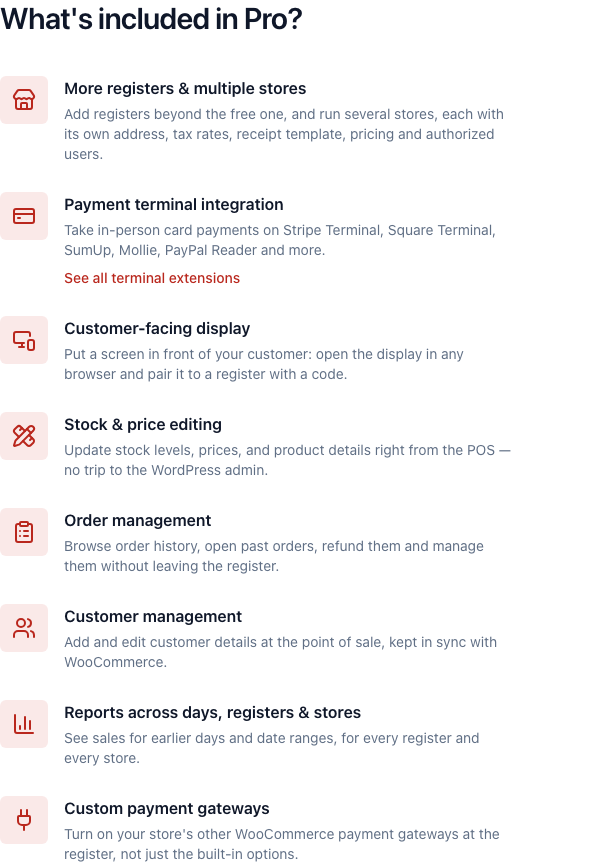 What's included in Pro?
More registers & multiple stores
Add registers beyond the free one, and run several stores, each with
its own address, tax rates, receipt template, pricing and authorized
users.
Payment terminal integration
Take in-person card payments on Stripe Terminal, Square Terminal,
SumUp, Mollie, PayPal Reader and more.
See all terminal extensions
Customer-facing display
Put a screen in front of your customer: open the display in any
browser and pair it to a register with a code.
Stock & price editing
Update stock levels, prices, and product details right from the POS —
no trip to the WordPress admin.
Order management
Browse order history, open past orders, refund them and manage
them without leaving the register.
Customer management
Add and edit customer details at the point of sale, kept in sync with
WooCommerce.
Reports across days, registers & stores
See sales for earlier days and date ranges, for every register and
every store.
Custom payment gateways
Turn on your store's other WooCommerce payment gateways at the
register, not just the built-in options.